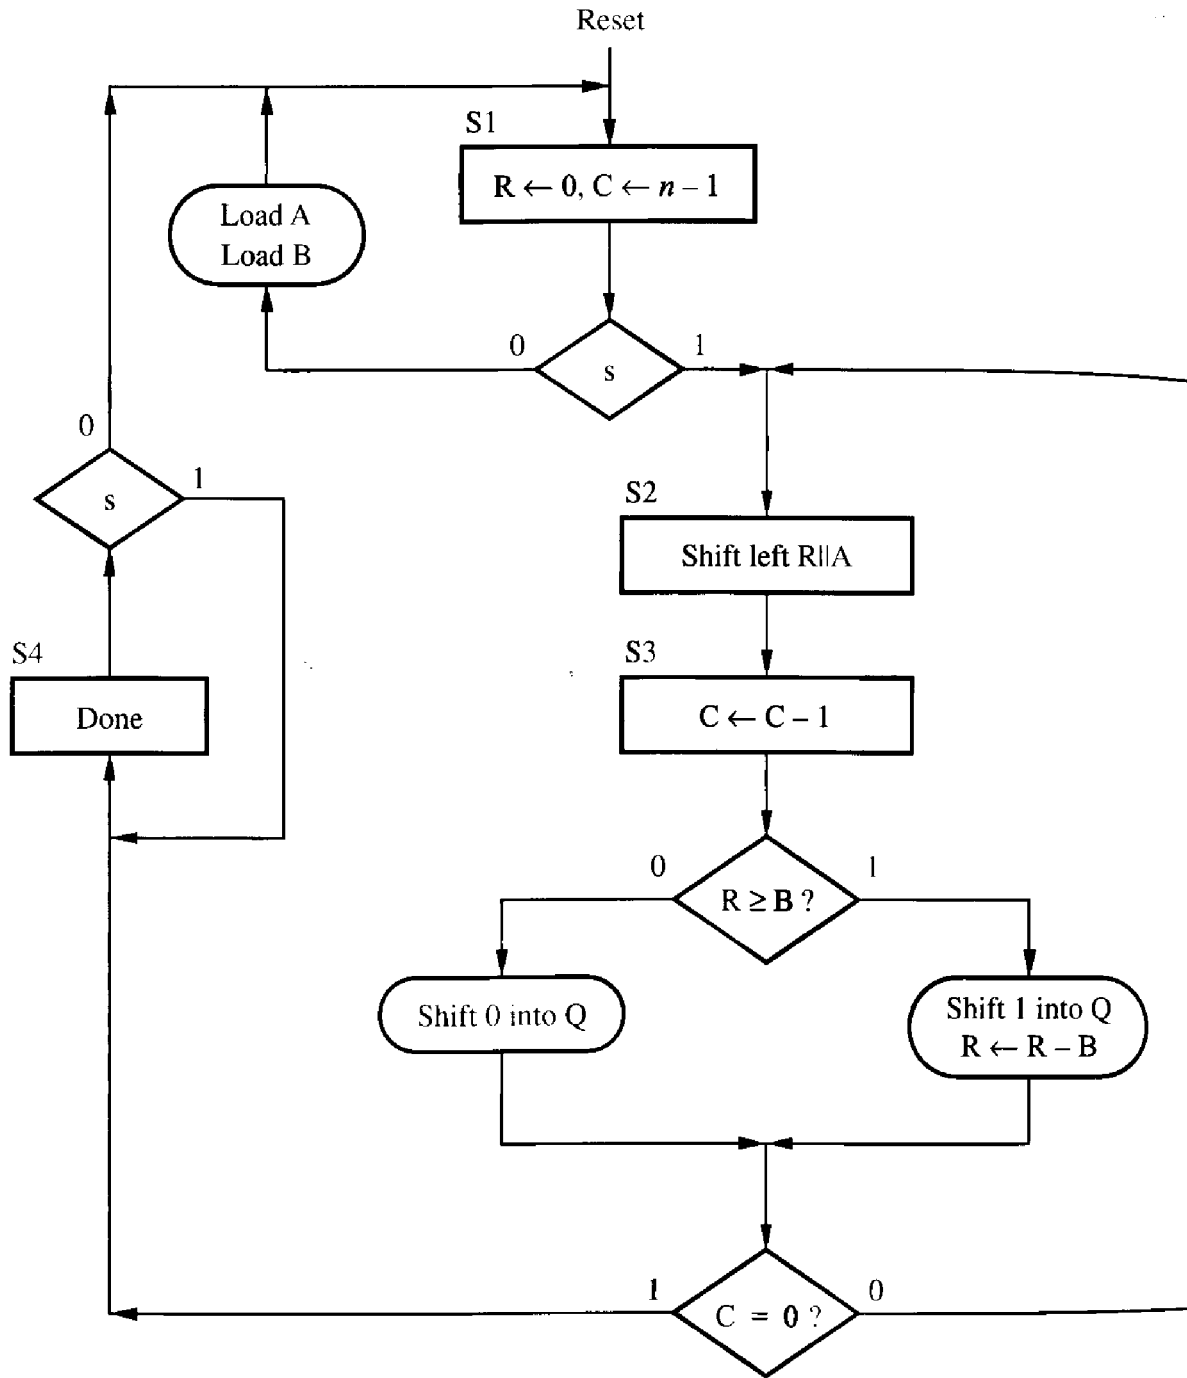 Reset
S1
R ← 0, C ← n – 1
Load A
Load B
0
s
1
0
s
1
S2
Shift left R||A
S3
C ← C – 1
S4
Done
0
R ≥ B ?
1
Shift 0 into Q
Shift 1 into Q
R ← R – B
1
C = 0 ?
0